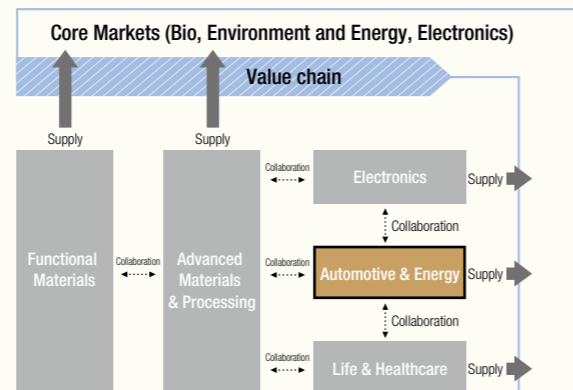 Core Markets (Bio, Environment and Energy, Electronics)
Value chain
Supply
Supply
Functional
Materials
Collaboration
Advanced
Materials
& Processing
Collaboration
Electronics
Supply
Collaboration
Collaboration
Automotive & Energy
Supply
Collaboration
Collaboration
Life & Healthcare
Supply